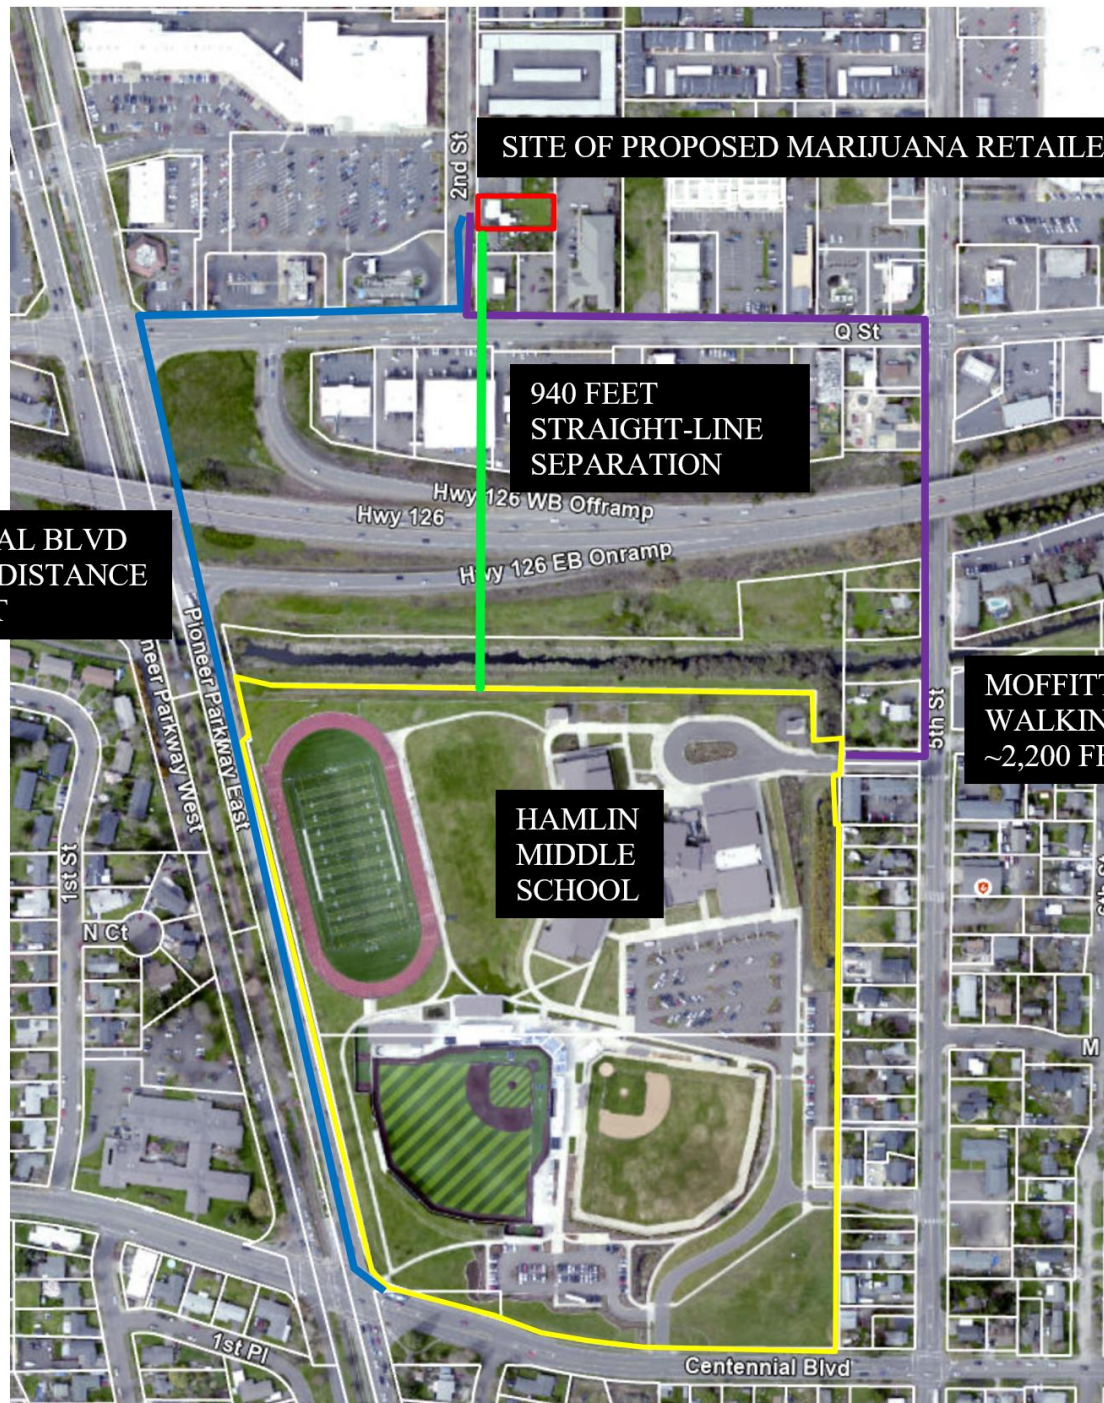 2nd St
SITE OF PROPOSED MARIJUANA RETAILE
Q St
940 FEET
STRAIGHT-LINE
SEPARATION
Hwy 126 WB Offramp
Hwy 126
Hwy 126 EB Onramp
AL BLVD
DISTANCE
Pioneer Parkway East
neer Parkway West
5th St
MOFFITT
WALKIN
~2,200 FE
HAMLIN
MIDDLE
SCHOOL
1st St
6th St
N Ct
M
1st Pl
Centennial Blvd